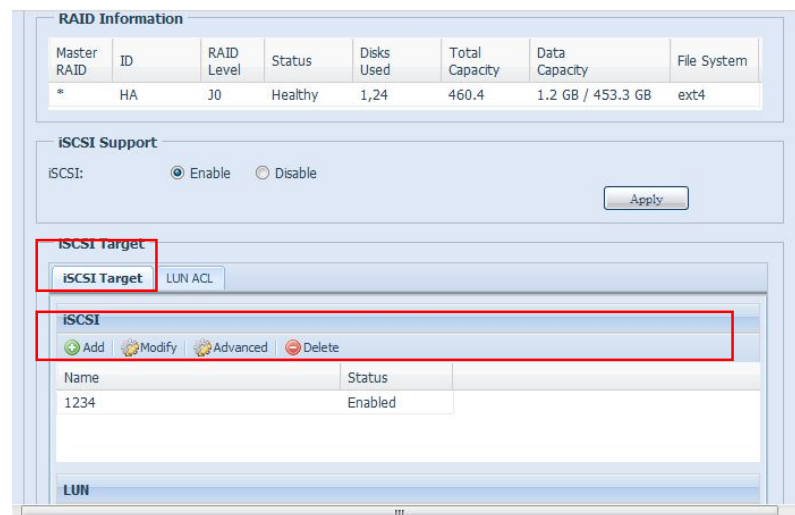 RAID Information
Master RAID ID RAID Level Status Disks Used Total Capacity Data Capacity File System
* HA J0 Healthy 1,24 460.4 1.2 GB / 453.3 GB ext4
iSCSI Support
iSCSI: Enable Disable
Apply
iSCSI Target
iSCSI Target LUN ACL
iSCSI
Add Modify Advanced Delete
Name Status
1234 Enabled
LUN